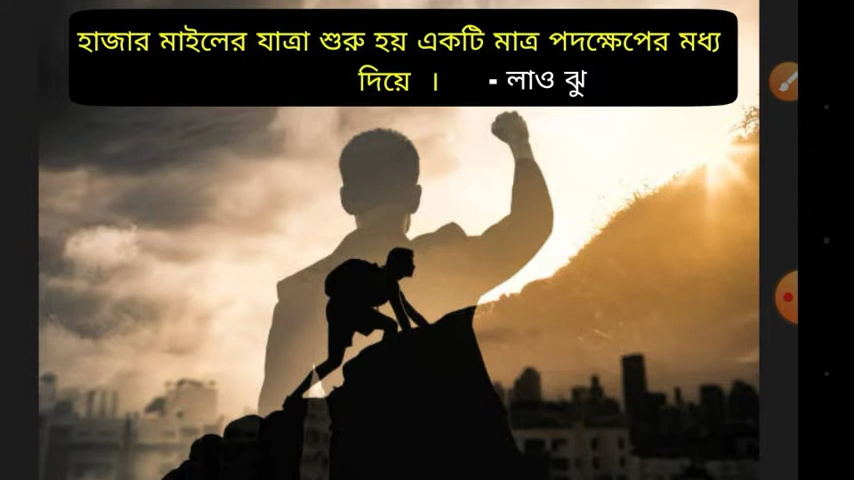 হাজার মাইলের যাত্রা শুরু হয় একটি মাত্র পদক্ষেপের মধ্য
দিয়ে । - লাও ঝু